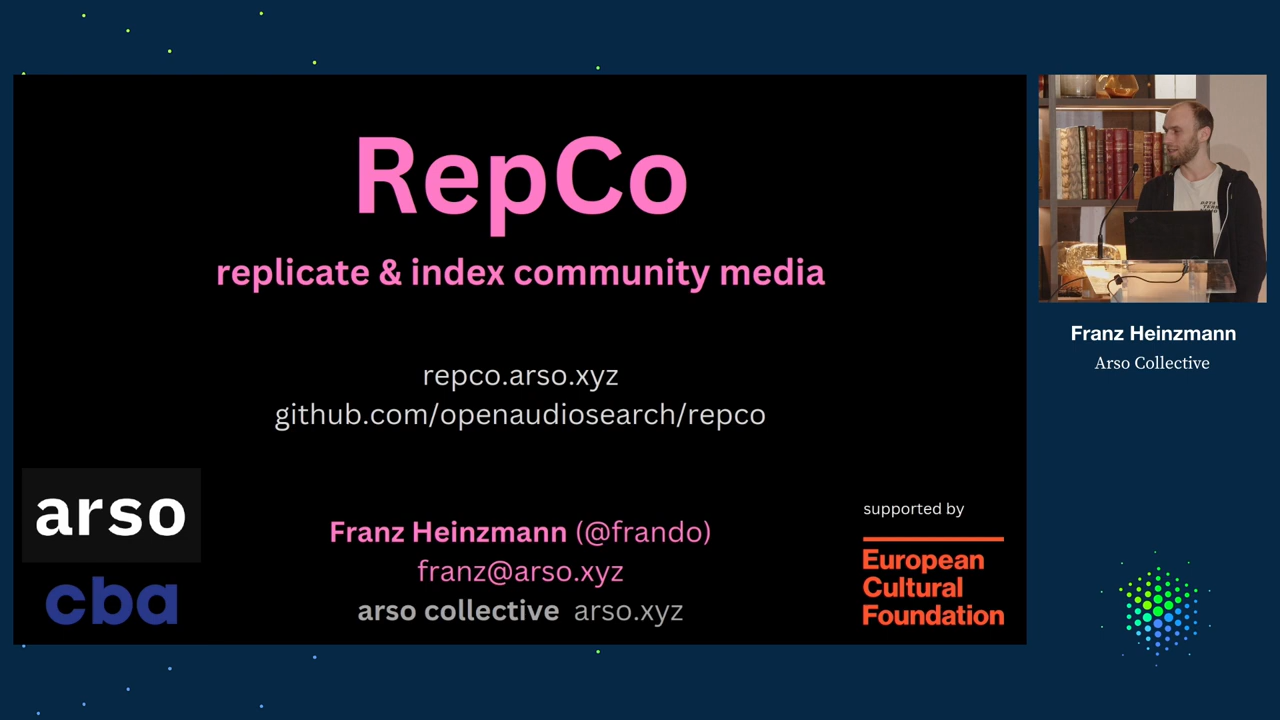 RepCo
replicate & index community media
repco.arso.xyz
github.com/openaudiosearch/repco
arso
cba
Franz Heinzmann (@frando)
franz@arso.xyz
arso collective arso.xyz
supported by
European
Cultural
Foundation
Franz Heinzmann
Arso Collective